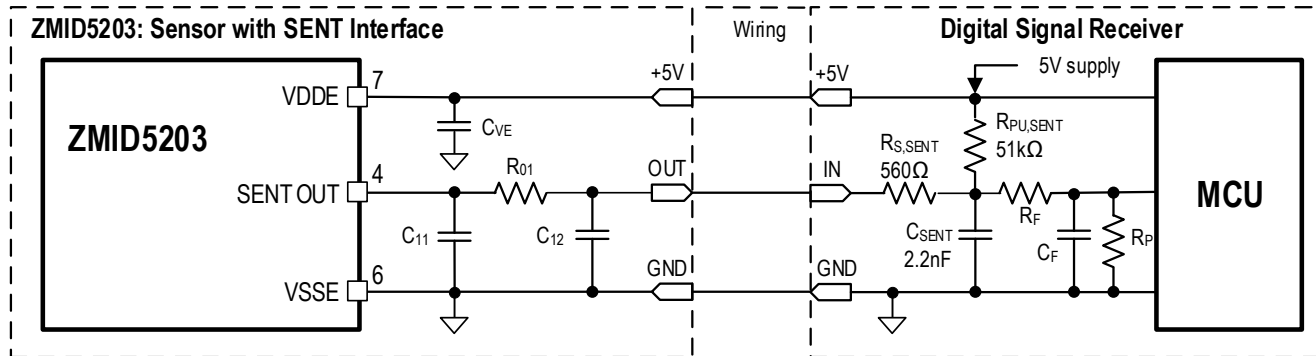 ZMID5203: Sensor with SENT Interface
Wiring
Digital Signal Receiver
ZMID5203
VDDE
7
+5V
+5V
5V supply
MCU
CVE
RPU,SENT
51kΩ
RS,SENT
560Ω
SENT OUT
4
R01
OUT
IN
RF
C11
C12
CSENT
2.2nF
CF
RP
VSSE
6
GND
GND